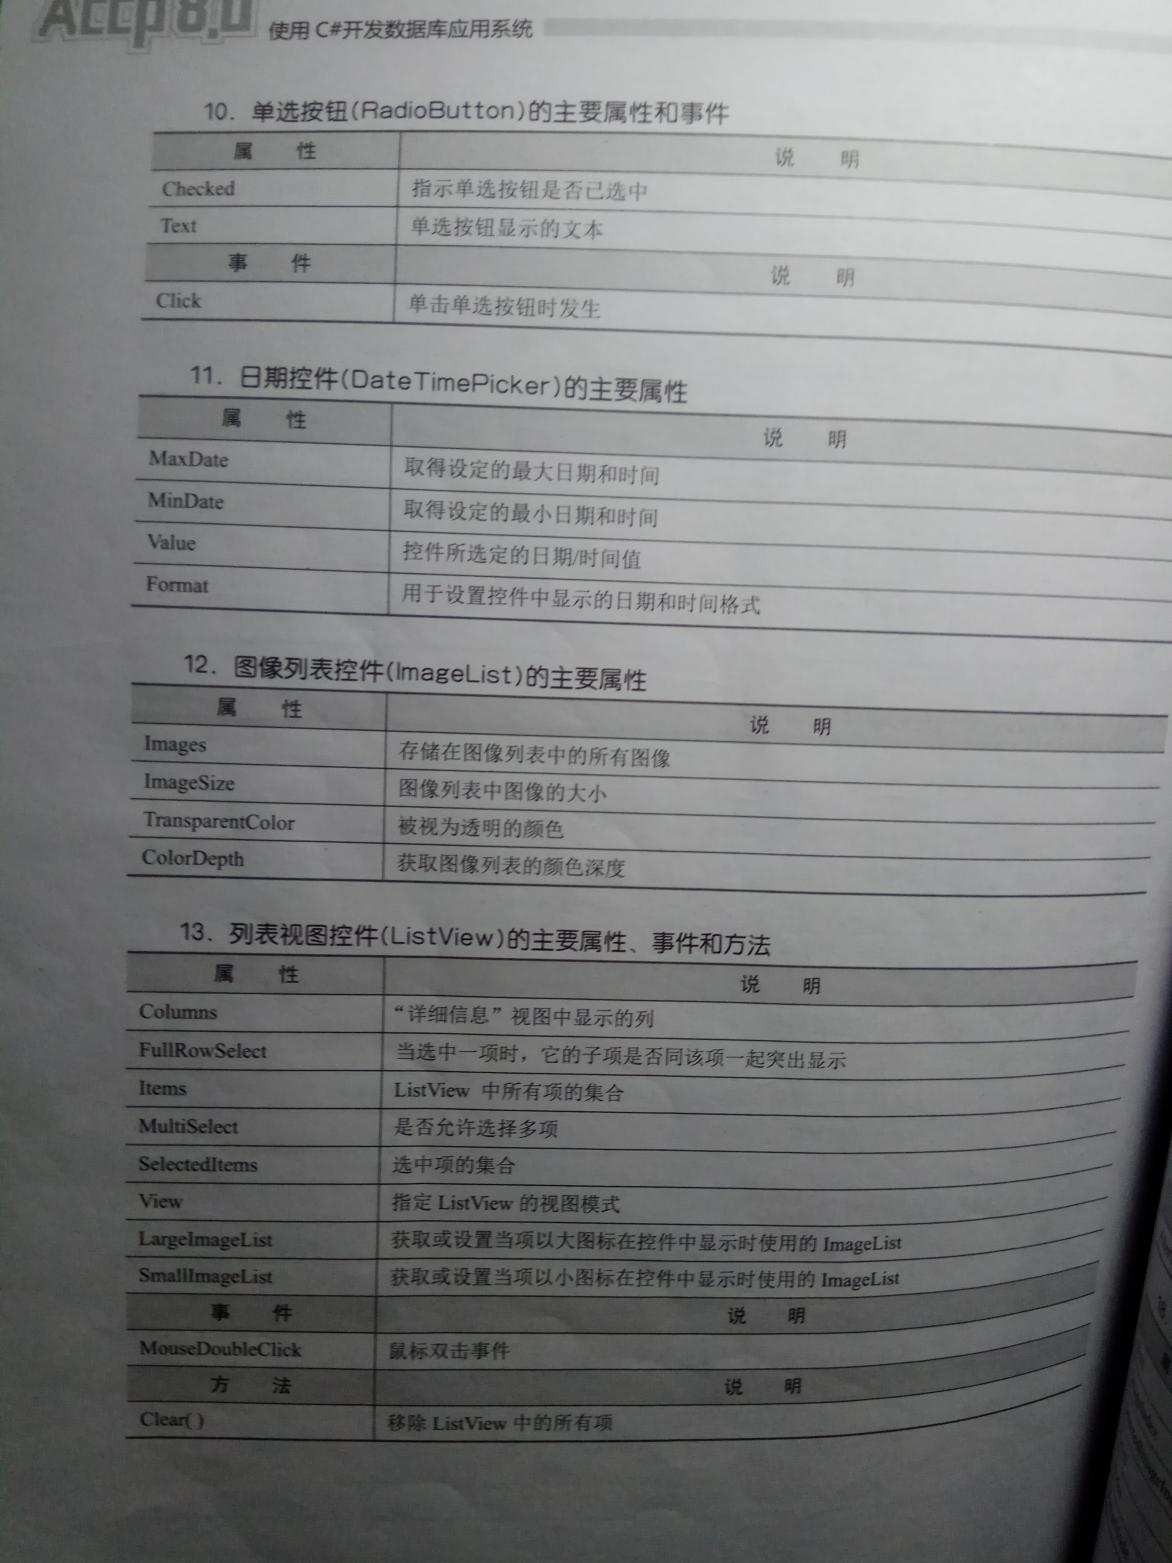 Accp 8.0 使用 C#开发数据库应用系统
10. 单选按钮(RadioButton)的主要属性和事件
属 性 说 明
Checked 指示单选按钮是否已选中
Text 单选按钮显示的文本
事 件 说 明
Click 单击单选按钮时发生
11. 日期控件(DateTimePicker)的主要属性
属 性 说 明
MaxDate 取得设定的最大日期和时间
MinDate 取得设定的最小日期和时间
Value 控件所选定的日期/时间值
Format 用于设置控件中显示的日期和时间格式
12. 图像列表控件(ImageList)的主要属性
属 性 说 明
Images 存储在图像列表中的所有图像
ImageSize 图像列表中图像的大小
TransparentColor 被视为透明的颜色
ColorDepth 获取图像列表的颜色深度
13. 列表视图控件(ListView)的主要属性、事件和方法
属 性 说 明
Columns “详细信息”视图中显示的列
FullRowSelect 当选中一项时，它的子项是否同该项一起突出显示
Items ListView 中所有项的集合
MultiSelect 是否允许选择多项
SelectedItems 选中项的集合
View 指定 ListView 的视图模式
LargeImageList 获取或设置当项以大图标在控件中显示时使用的 ImageList
SmallImageList 获取或设置当项以小图标在控件中显示时使用的 ImageList
事 件 说 明
MouseDoubleClick 鼠标双击事件
方 法 说 明
Clear( ) 移除 ListView 中的所有项